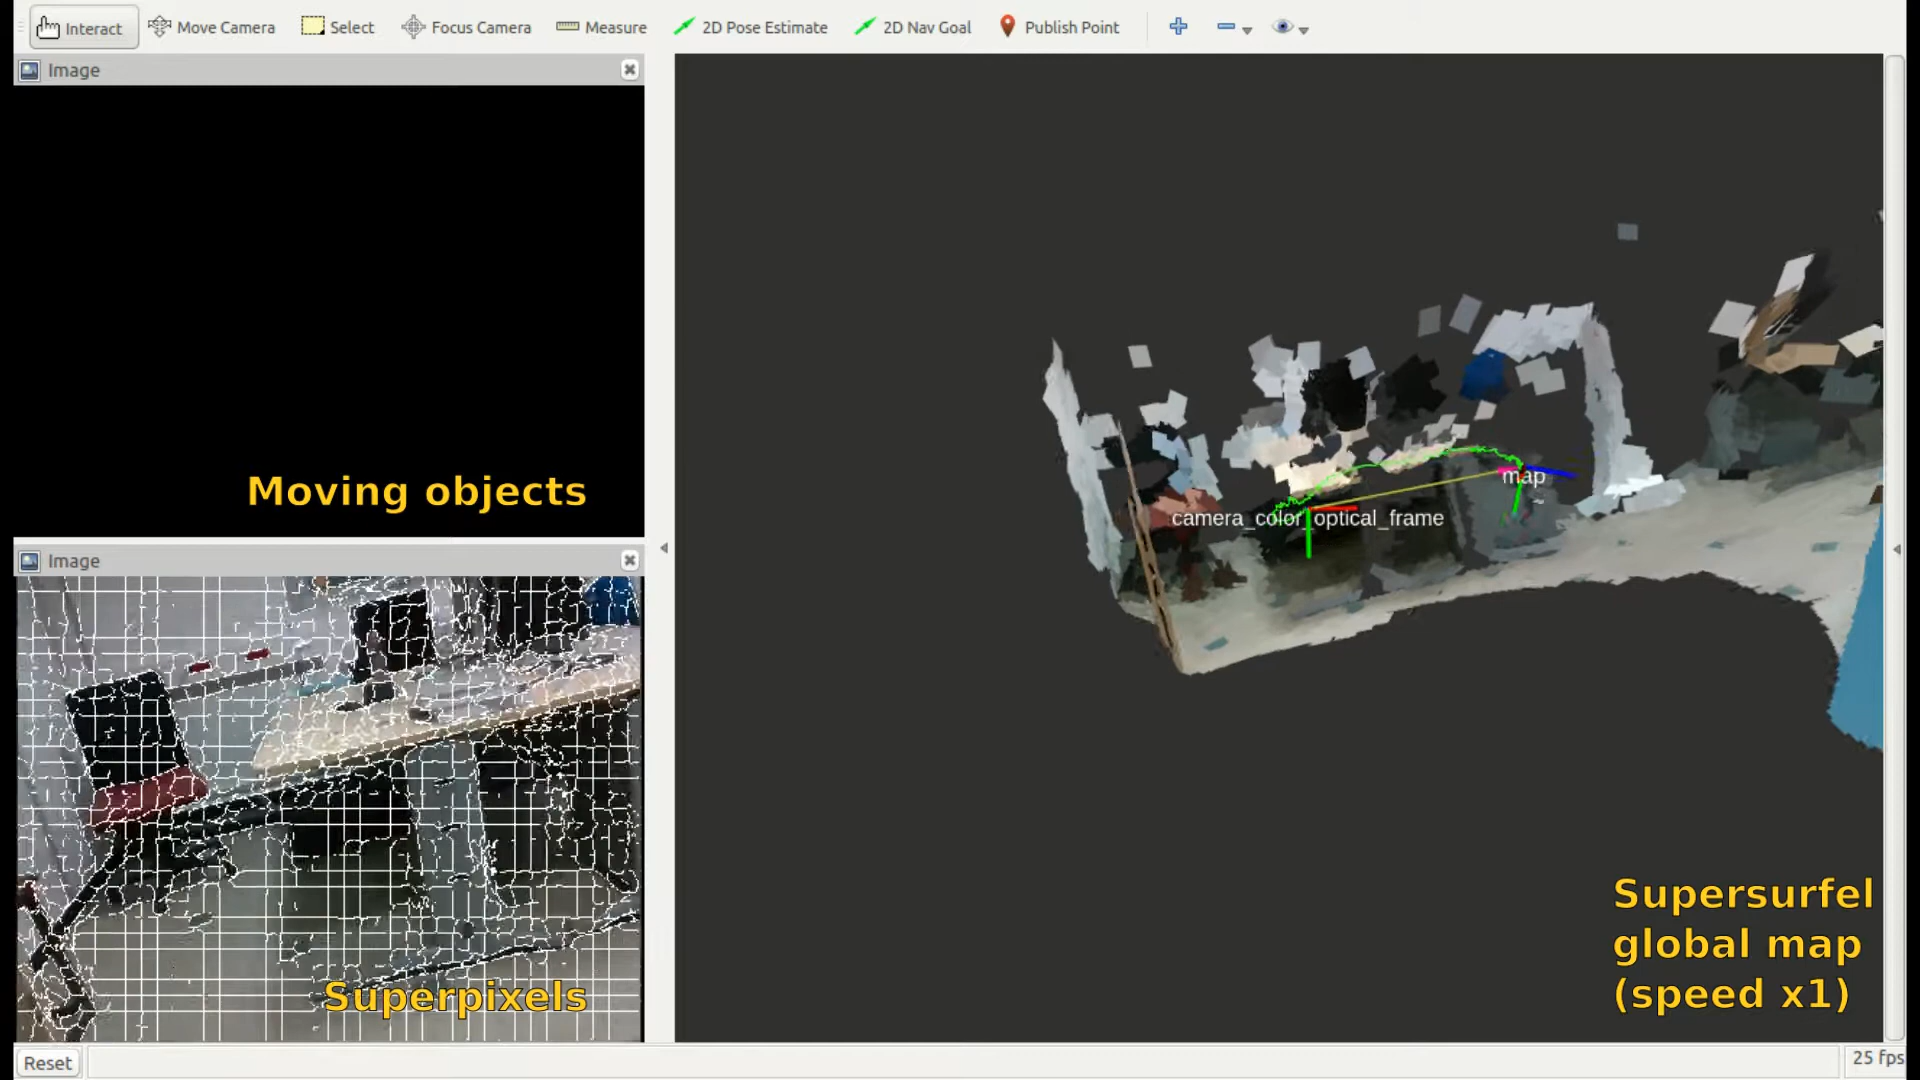 Interact Move Camera Select Focus Camera Measure 2D Pose Estimate 2D Nav Goal Publish Point
Image
Moving objects
Image
Superpixels
map
camera_color_optical_frame
Supersurfel
global map
(speed x1)
Reset
25 fps